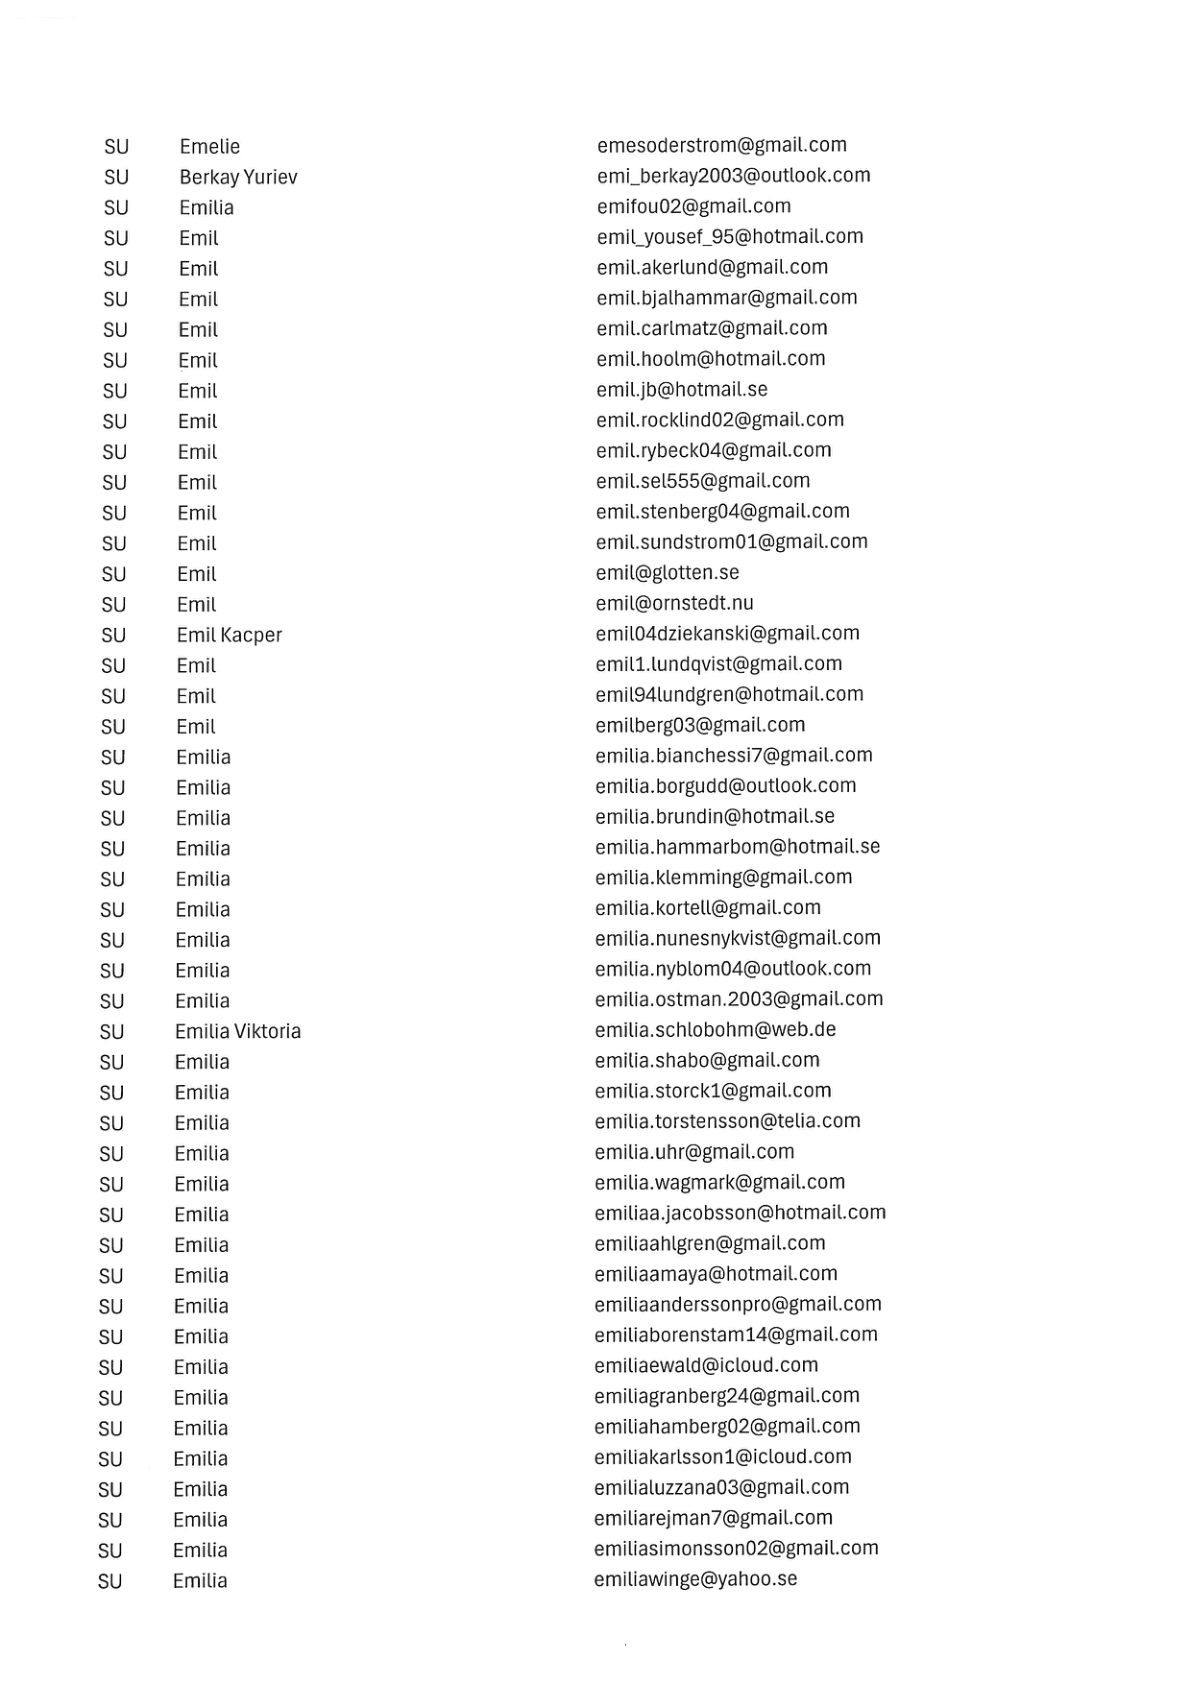 SU Emelie emesoderstrom@gmail.com
SU Berkay Yuriev emi_berkay2003@outlook.com
SU Emilia emifou02@gmail.com
SU Emil emil_yousef_95@hotmail.com
SU Emil emil.akerlund@gmail.com
SU Emil emil.bjalhammar@gmail.com
SU Emil emil.carlmatz@gmail.com
SU Emil emil.hoolm@hotmail.com
SU Emil emil.jb@hotmail.se
SU Emil emil.rocklind02@gmail.com
SU Emil emil.rybeck04@gmail.com
SU Emil emil.sel555@gmail.com
SU Emil emil.stenberg04@gmail.com
SU Emil emil.sundstrom01@gmail.com
SU Emil emil@glotten.se
SU Emil emil@ornstedt.nu
SU Emil Kacper emil04dziekanski@gmail.com
SU Emil emil1.lundqvist@gmail.com
SU Emil emil94lundgren@hotmail.com
SU Emil emilberg03@gmail.com
SU Emilia emilia.bianchessi7@gmail.com
SU Emilia emilia.borgudd@outlook.com
SU Emilia emilia.brundin@hotmail.se
SU Emilia emilia.hammarbom@hotmail.se
SU Emilia emilia.klemming@gmail.com
SU Emilia emilia.kortell@gmail.com
SU Emilia emilia.nunesnykvist@gmail.com
SU Emilia emilia.nyblom04@outlook.com
SU Emilia emilia.ostman.2003@gmail.com
SU Emilia Viktoria emilia.schlobohm@web.de
SU Emilia emilia.shabo@gmail.com
SU Emilia emilia.storck1@gmail.com
SU Emilia emilia.torstensson@telia.com
SU Emilia emilia.uhr@gmail.com
SU Emilia emilia.wagmark@gmail.com
SU Emilia emiliaa.jacobsson@hotmail.com
SU Emilia emiliaahlgren@gmail.com
SU Emilia emiliaamaya@hotmail.com
SU Emilia emiliaanderssonpro@gmail.com
SU Emilia emiliaborenstam14@gmail.com
SU Emilia emiliaewald@icloud.com
SU Emilia emiliagranberg24@gmail.com
SU Emilia emiliahamberg02@gmail.com
SU Emilia emiliakarlsson1@icloud.com
SU Emilia emilialuzzana03@gmail.com
SU Emilia emiliarejman7@gmail.com
SU Emilia emiliasimonsson02@gmail.com
SU Emilia emiliawinge@yahoo.se